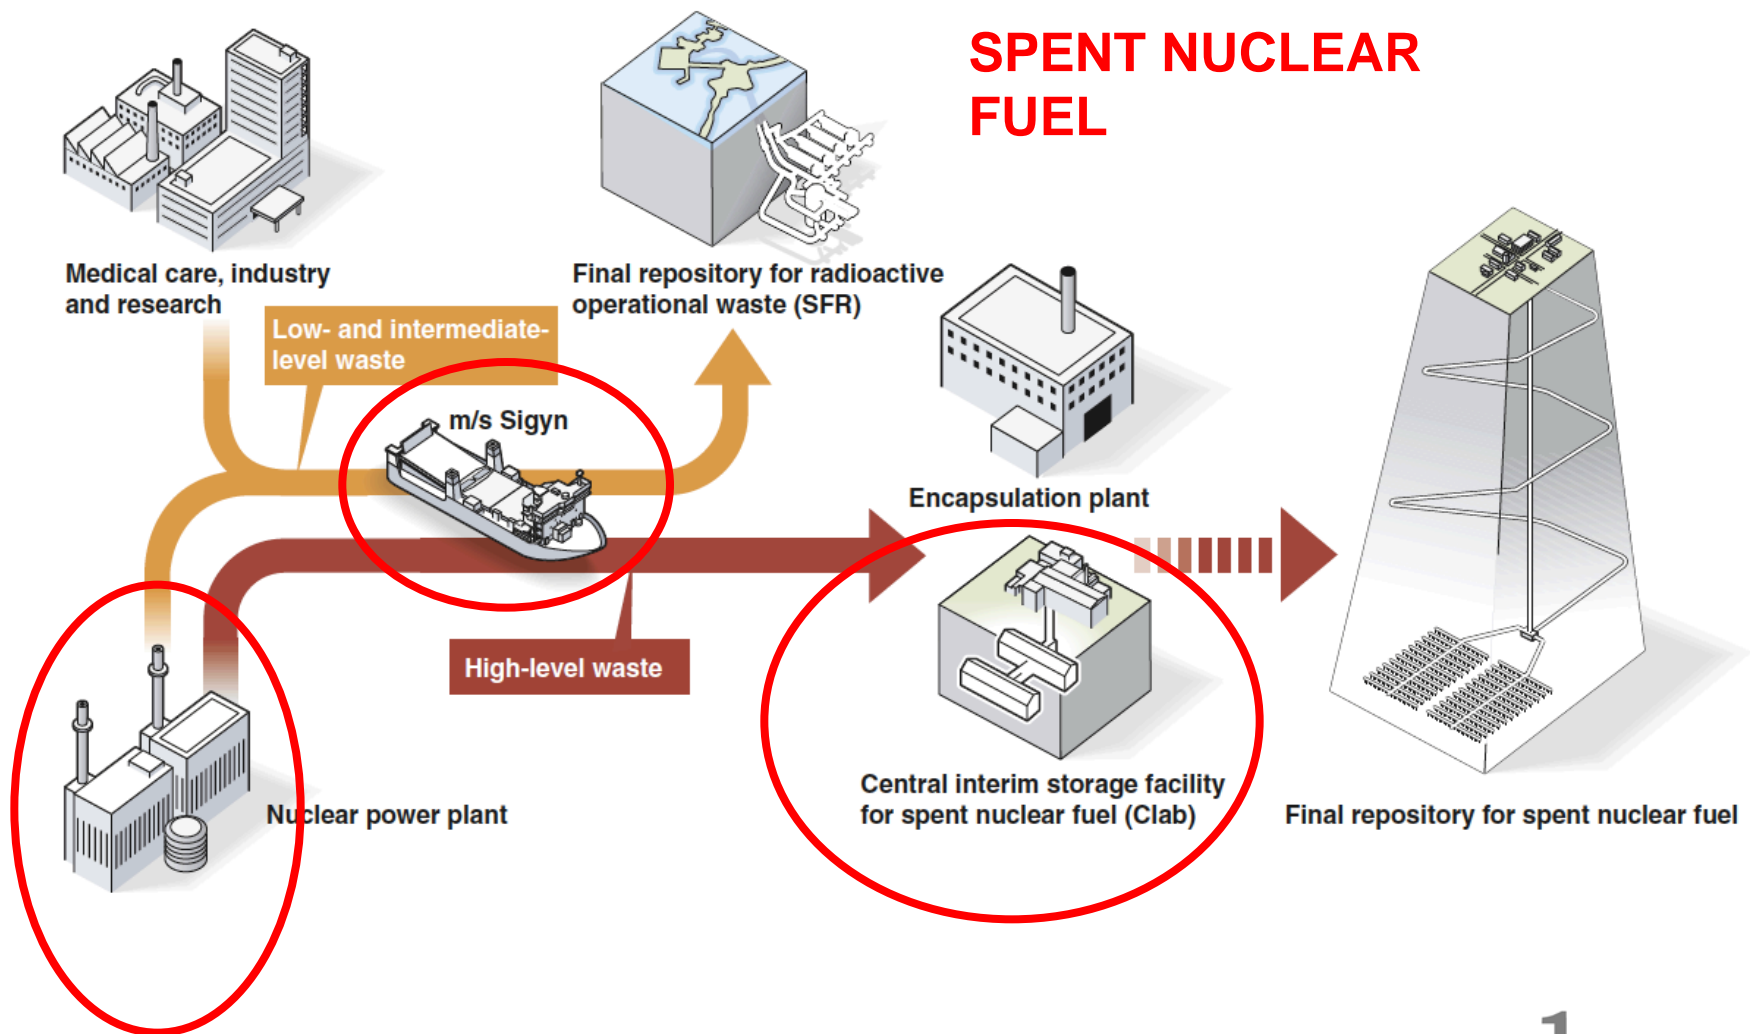 SPENT NUCLEAR
FUEL
Medical care, industry
and research
Final repository for radioactive
operational waste (SFR)
Low- and intermediate-
level waste
m/s Sigyn
Encapsulation plant
High-level waste
Nuclear power plant
Central interim storage facility
for spent nuclear fuel (Clab)
Final repository for spent nuclear fuel
1